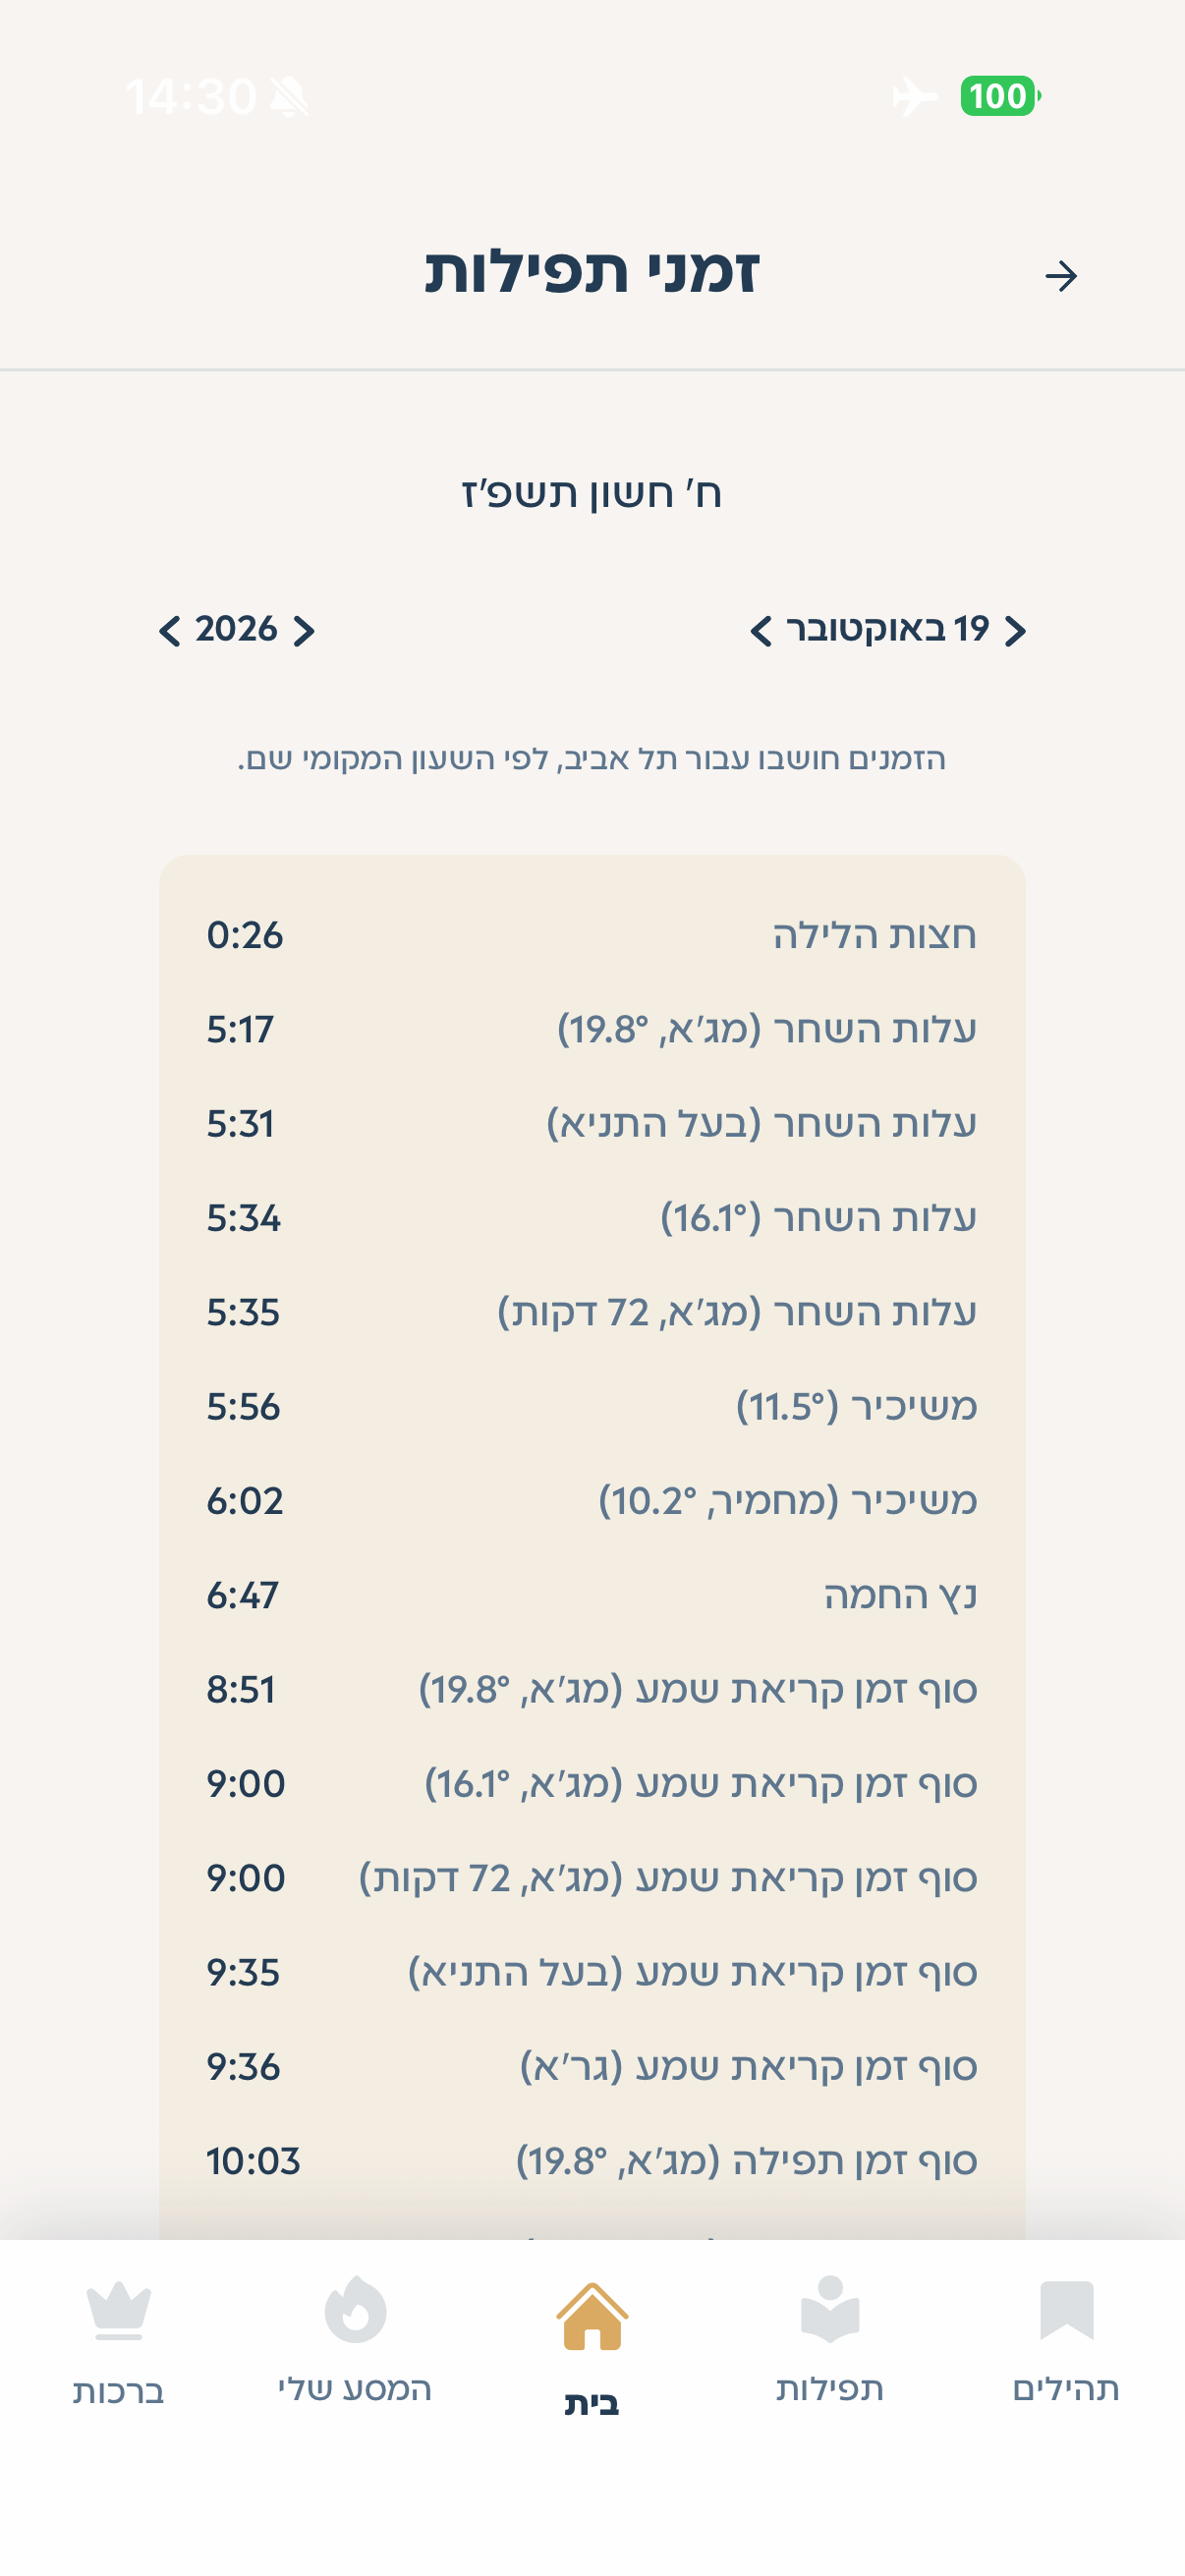 14:30
100
זמני תפילות
ח' חשון תשפ'ז
19 באוקטובר
2026
הזמנים חושבו עבור תל אביב, לפי השעון המקומי שם.
חצות הלילה 0:26
עלות השחר (מג'א, 19.8°) 5:17
עלות השחר (בעל התניא) 5:31
עלות השחר (16.1°) 5:34
עלות השחר (מג'א, 72 דקות) 5:35
משיכיר (11.5°) 5:56
משיכיר (מחמיר, 10.2°) 6:02
נץ החמה 6:47
סוף זמן קריאת שמע (מג'א, 19.8°) 8:51
סוף זמן קריאת שמע (מג'א, 16.1°) 9:00
סוף זמן קריאת שמע (מג'א, 72 דקות) 9:00
סוף זמן קריאת שמע (בעל התניא) 9:35
סוף זמן קריאת שמע (גר'א) 9:36
סוף זמן תפילה (מג'א, 19.8°) 10:03
תהילים
תפילות
בית
המסע שלי
ברכות